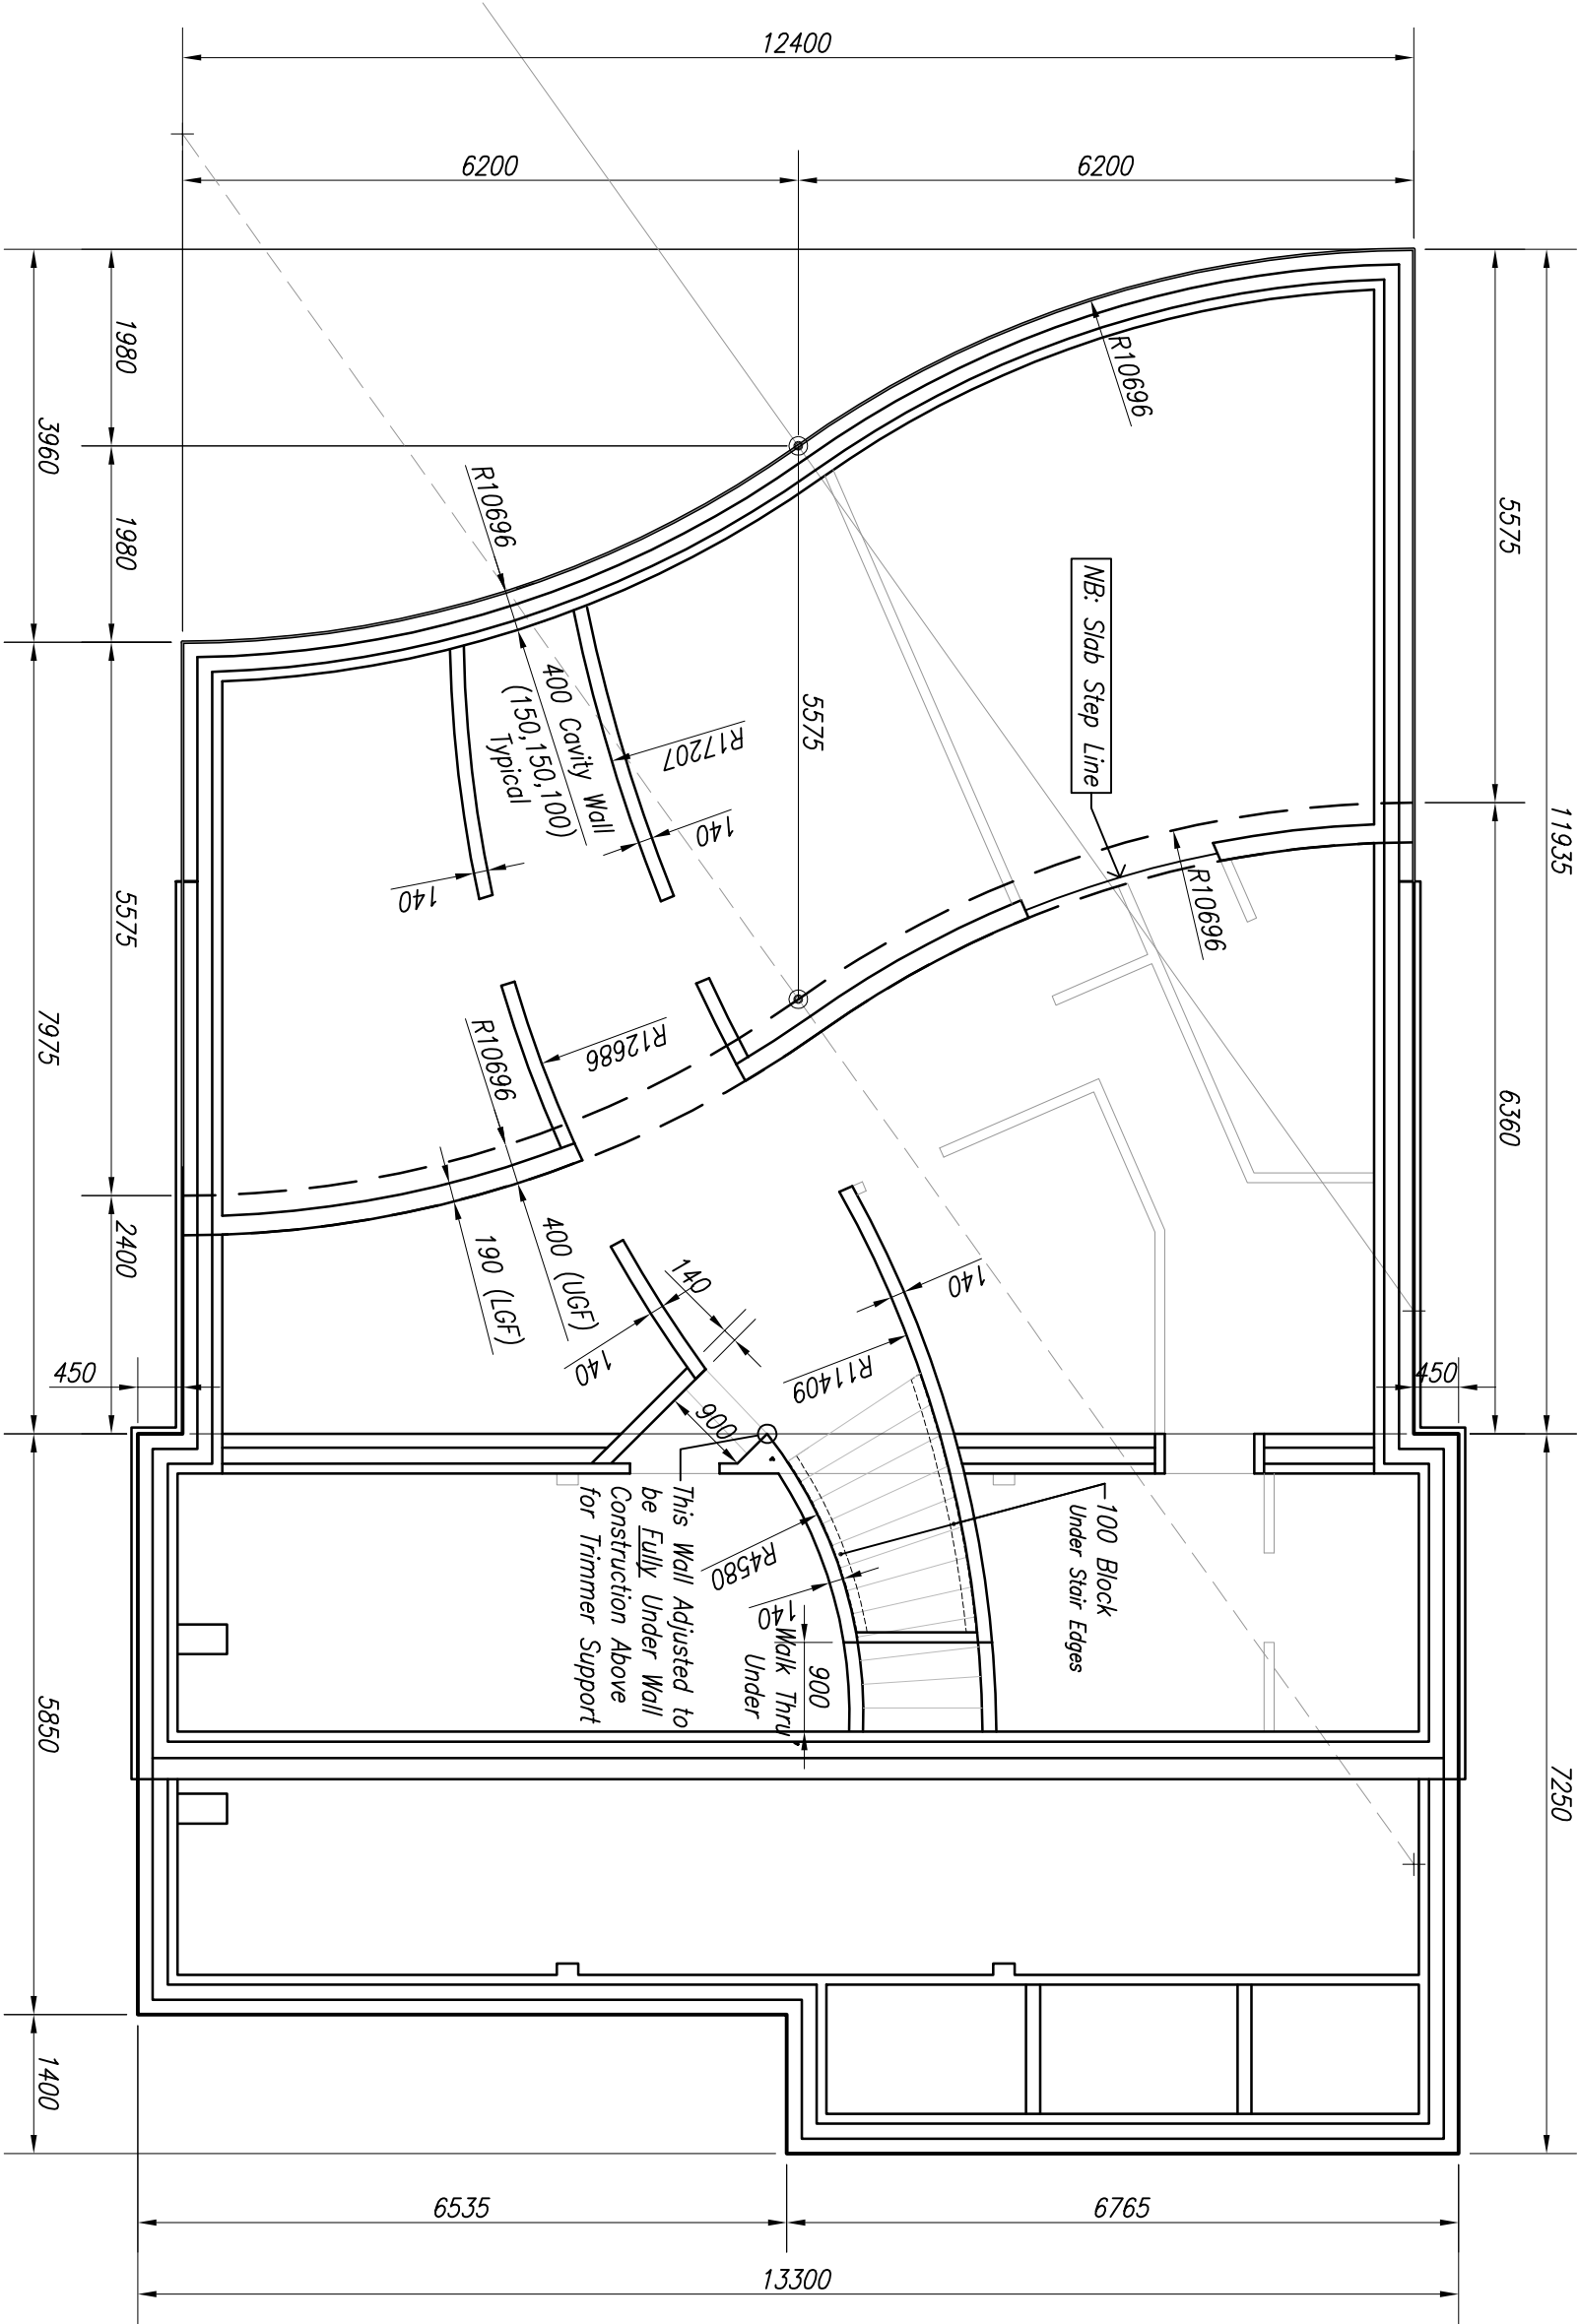 12400
6200
6200
1980
1980
3960
5575
2400
7975
5850
1400
5575
6360
11935
7250
R10696
R10696
5575
NB: Slab Step Line
400 Cavity Wall
(150,150,100)
Typical
R17207
140
140
R10696
R12686
R10696
400 (UGF)
190 (LGF)
140
140
140
R11409
450
450
900
This Wall Adjusted to
be Fully Under Wall
Construction Above
for Trimmer Support
R4580
140
100 Block
Under Stair Edges
Walk Thru
Under
900
6535
6765
13300